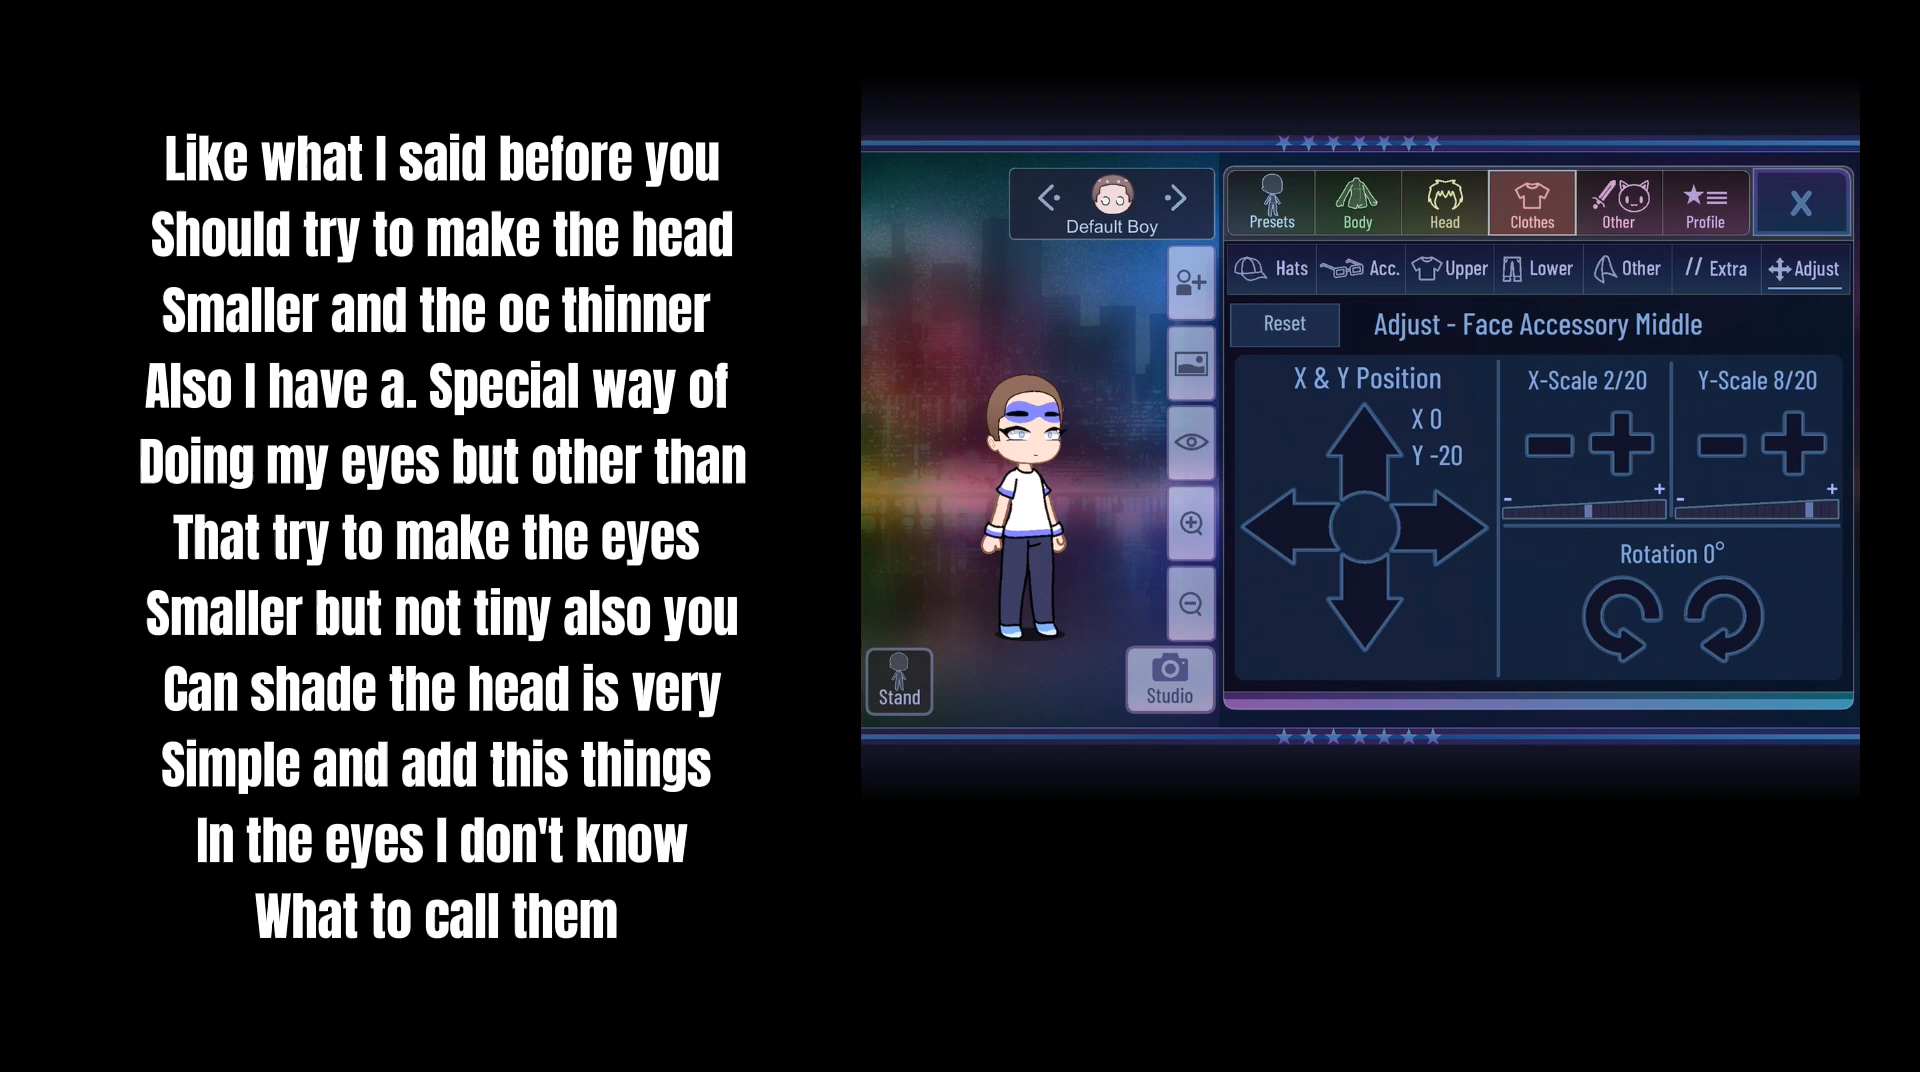 Like what I said before you
Should try to make the head
Smaller and the oc thinner
Also I have a. Special way of
Doing my eyes but other than
That try to make the eyes
Smaller but not tiny also you
Can shade the head is very
Simple and add this things
In the eyes I don't know
What to call them
Default Boy
Stand
Studio
Presets
Body
Head
Clothes
Other
Profile
X
Hats
Acc.
Upper
Lower
Other
Extra
Adjust
Reset
Adjust - Face Accessory Middle
X & Y Position
X 0
Y -20
X-Scale 2/20
- +
Y-Scale 8/20
- +
Rotation 0°